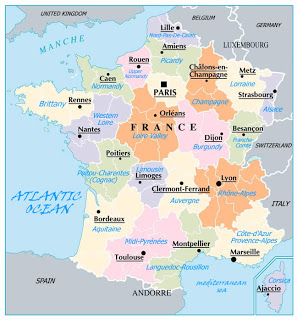 UNITED KINGDOM
BELGIUM
GERMANY
LUXEMBOURG
MANCHE
Lille
Nord-Pas-De-Calais
Amiens
Picardy
Rouen
Upper Normandy
Caen
Normandy
Châlons-en-
Champagne
Metz
Lorraine
PARIS
Champagne
Strasbourg
Alsace
Brittany
Rennes
Western
Loire
Orléans
Loire Valley
FRANCE
Nantes
Dijon
Burgundy
Besançon
Franche-
Comte
SWITZERLAND
Poitiers
Poitou-Charentes
(Cognac)
Limousin
Limoges
Clermont-Ferrand
Auvergne
Lyon
Rhône-Alpes
ITALY
ATLANTIC
OCEAN
Bordeaux
Aquitaine
Midi-Pyrénées
Toulouse
Montpellier
Languedoc-Rousillon
Côte-d'Azur
Provence-Alpes
Marseille
mediterranean
sea
Corsica
Ajaccio
SPAIN
ANDORRE